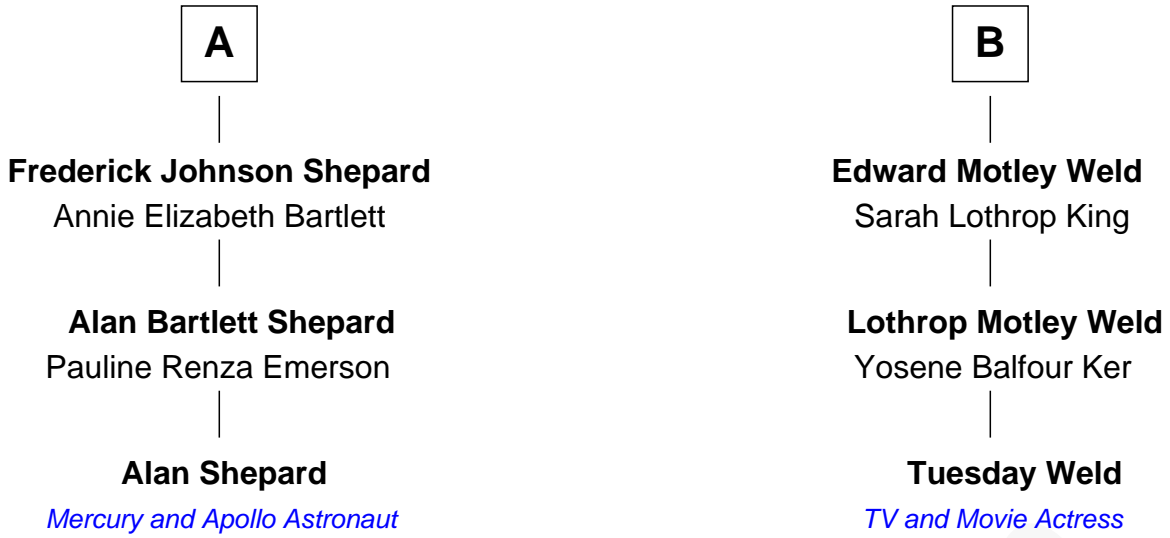 A
Frederick Johnson Shepard
Annie Elizabeth Bartlett
Alan Bartlett Shepard
Pauline Renza Emerson
Alan Shepard
Mercury and Apollo Astronaut
B
Edward Motley Weld
Sarah Lothrop King
Lothrop Motley Weld
Yosene Balfour Ker
Tuesday Weld
TV and Movie Actress